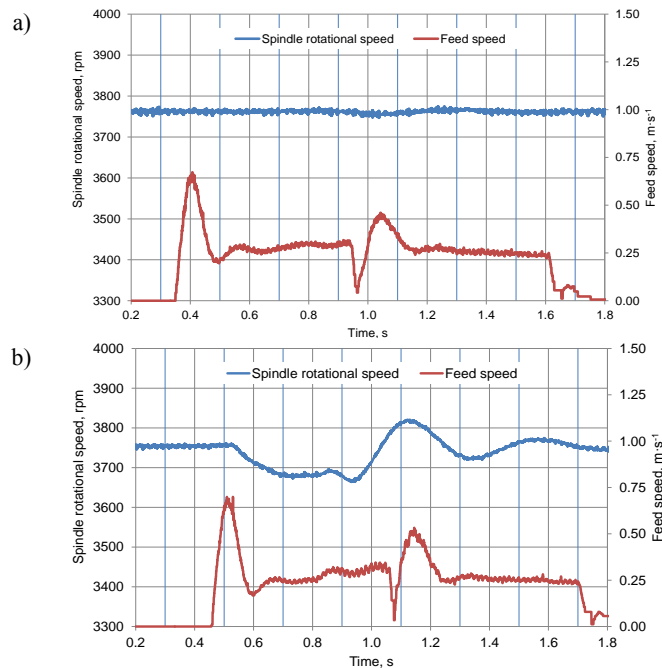 a)
4000 1.50
Spindle rotational speed Feed speed
3900 1.25
3800 1.00
3700 0.75
3600
3500 0.50
3400 0.25
3300 0.00
0.2 0.4 0.6 0.8 1.0 1.2 1.4 1.6 1.8
Time, s
Spindle rotational speed, rpm
Feed speed, m·s⁻¹
b)
4000 1.50
Spindle rotational speed Feed speed
3900 1.25
3800 1.00
3700 0.75
3600
3500 0.50
3400 0.25
3300 0.00
0.2 0.4 0.6 0.8 1.0 1.2 1.4 1.6 1.8
Time, s
Spindle rotational speed, rpm
Feed speed, m·s⁻¹